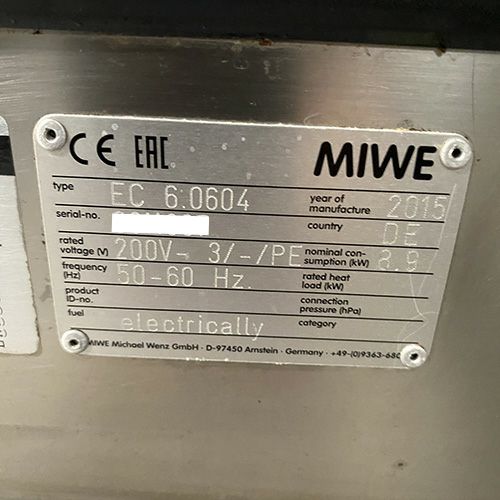 CE EAC MIWE
type EC 6.0604 year of manufacture 2015
serial-no. country DE
rated voltage (V) 200V- 3/-/PE nominal con-sumption (kW) 8.9
frequency (Hz) 50-60 Hz. rated heat load (kW)
product ID-no. connection pressure (hPa)
fuel electrically category
MIWE Michael Wenz GmbH · D-97450 Arnstein · Germany · +49-(0)9363-680